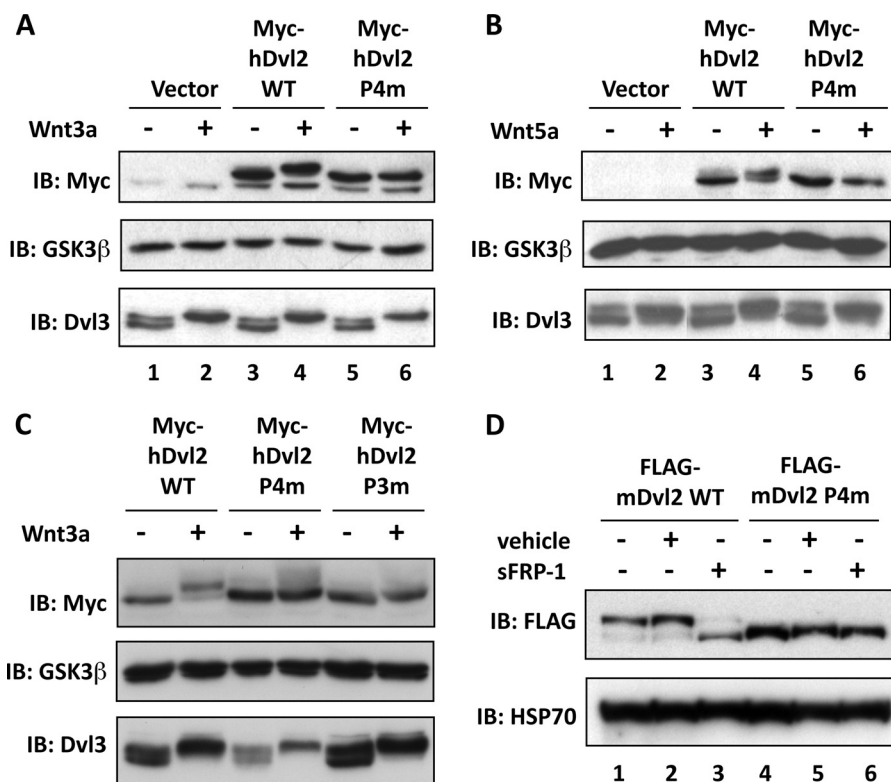 A
Myc-
hDvl2
WT
Myc-
hDvl2
P4m
Vector
Wnt3a - + - + - +
IB: Myc
IB: GSK3β
IB: Dvl3
1 2 3 4 5 6
B
Myc-
hDvl2
WT
Myc-
hDvl2
P4m
Vector
Wnt5a - + - + - +
IB: Myc
IB: GSK3β
IB: Dvl3
1 2 3 4 5 6
C
Myc-
hDvl2
WT
Myc-
hDvl2
P4m
Myc-
hDvl2
P3m
Wnt3a - + - + - +
IB: Myc
IB: GSK3β
IB: Dvl3
D
FLAG-
mDvl2 WT
FLAG-
mDvl2 P4m
vehicle - + - - + -
sFRP-1 - - + - - +
IB: FLAG
IB: HSP70
1 2 3 4 5 6